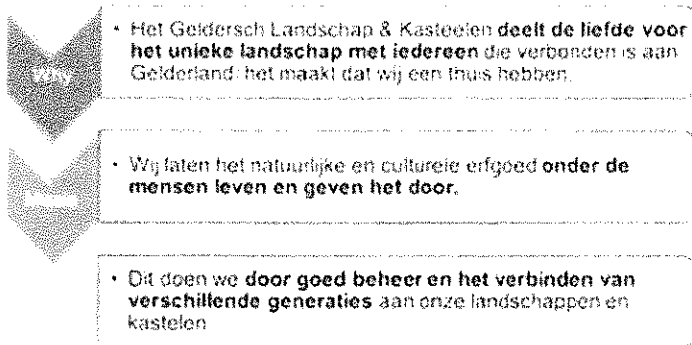 • Het Geldersch Landschap & Kasteelen deelt de liefde voor
het unieke landschap met iedereen die verbonden is aan
Gelderland: het maakt dat wij een thuis hebben.
Why
• Wij laten het natuurlijke en culturele erfgoed onder de
mensen leven en geven het door.
• Dit doen we door goed beheer en het verbinden van
verschillende generaties aan onze landschappen en
kastelen